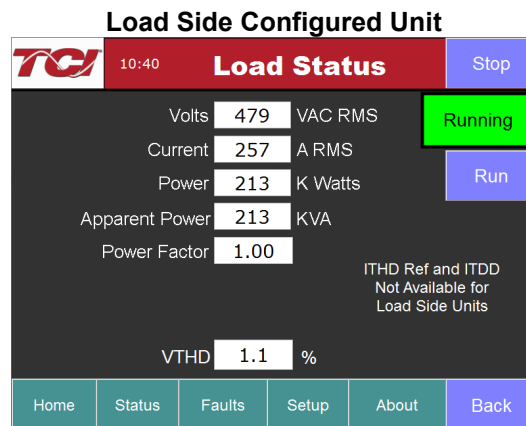 Load Side Configured Unit
TCI 10:40 Load Status Stop
Volts 479 VAC RMS
Running
Current 257 A RMS
Power 213 K Watts
Run
Apparent Power 213 KVA
Power Factor 1.00
ITHD Ref and ITDD
Not Available for
Load Side Units
VTHD 1.1 %
Home Status Faults Setup About Back